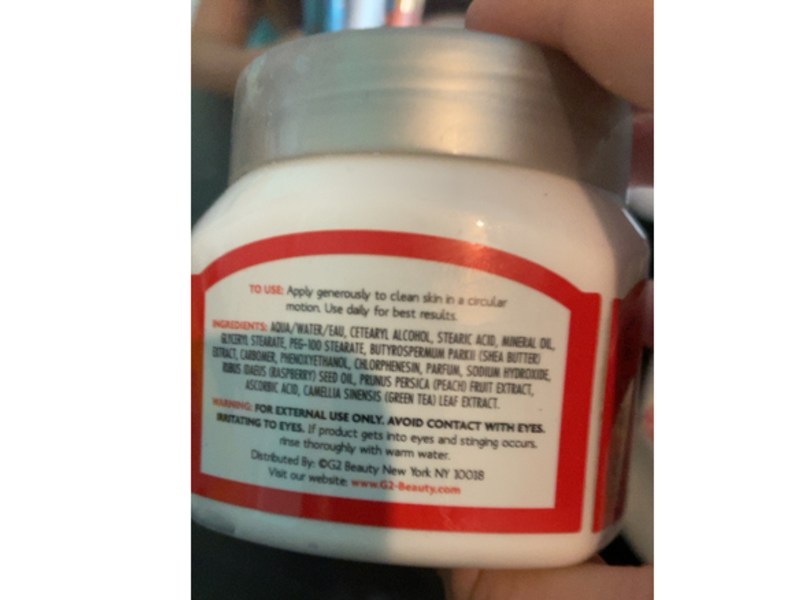 TO USE: Apply generously to clean skin in a circular
motion. Use daily for best results.
INGREDIENTS: AQUA/WATER/EAU, CETEARYL ALCOHOL, STEARIC ACID, MINERAL OIL,
GLYCERYL STEARATE, PEG-100 STEARATE, BUTYROSPERMUM PARKII (SHEA BUTTER)
EXTRACT, CARBOMER, PHENOXYETHANOL, CHLORPHENESIN, PARFUM, SODIUM HYDROXIDE,
RUBUS IDAEUS (RASPBERRY) SEED OIL, PRUNUS PERSICA (PEACH) FRUIT EXTRACT,
ASCORBIC ACID, CAMELLIA SINENSIS (GREEN TEA) LEAF EXTRACT.
WARNING: FOR EXTERNAL USE ONLY. AVOID CONTACT WITH EYES.
IRRITATING TO EYES. If product gets into eyes and stinging occurs,
rinse thoroughly with warm water.
Distributed By: ©G2 Beauty New York NY 10018
Visit our website: www.G2-Beauty.com